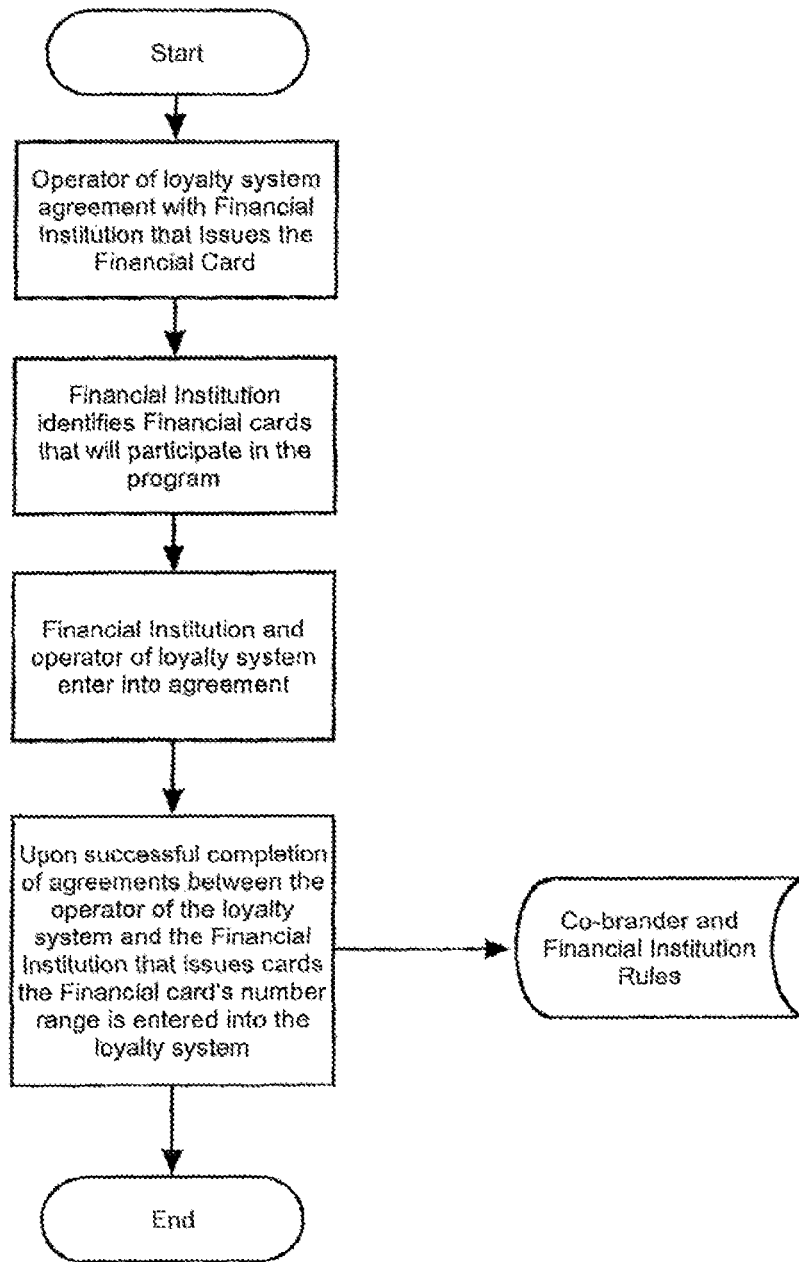 Start
Operator of loyalty system
agreement with Financial
Institution that Issues the
Financial Card
Financial Institution
identifies Financial cards
that will participate in the
program
Financial Institution and
operator of loyalty system
enter into agreement
Upon successful completion
of agreements between the
operator of the loyalty
system and the Financial
Institution that issues cards
the Financial card's number
range is entered into the
loyalty system
Co-brander and
Financial Institution
Rules
End